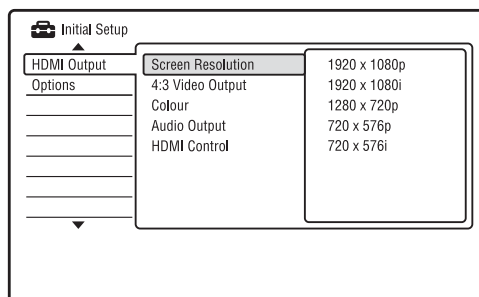 Initial Setup
HDMI Output
Options
Screen Resolution
4:3 Video Output
Colour
Audio Output
HDMI Control
1920 x 1080p
1920 x 1080i
1280 x 720p
720 x 576p
720 x 576i